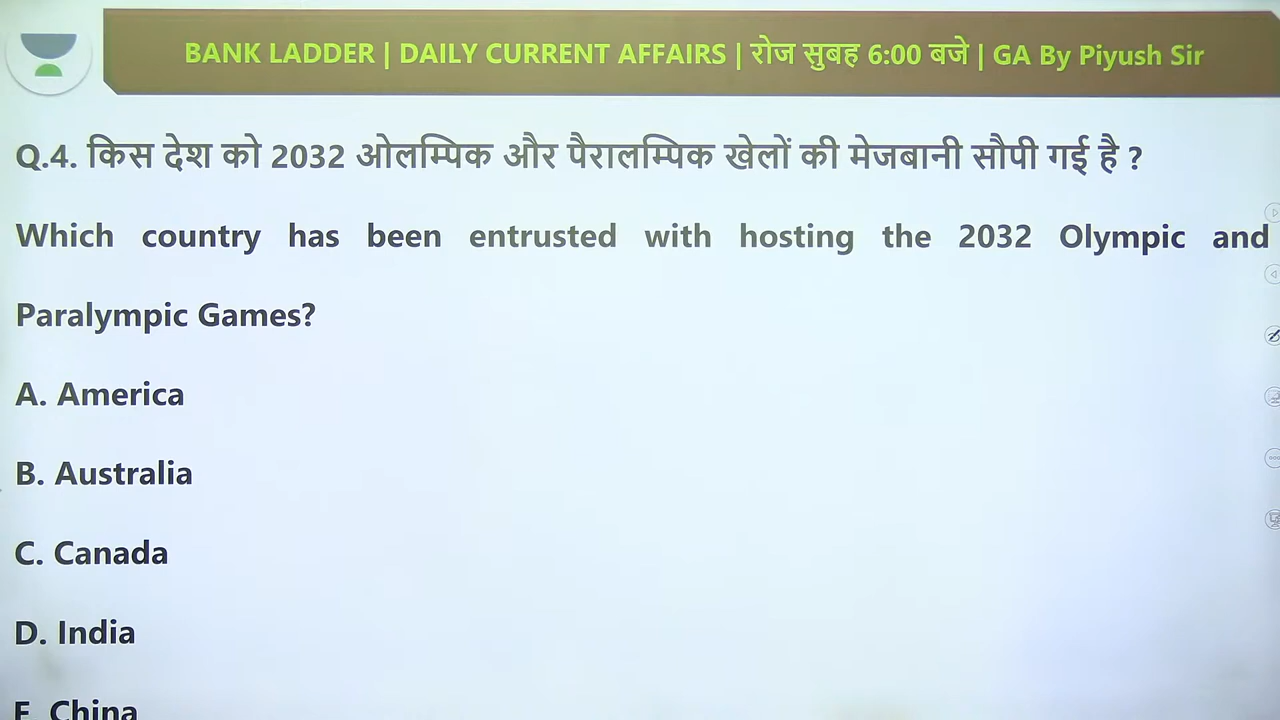 BANK LADDER | DAILY CURRENT AFFAIRS | रोज सुबह 6:00 बजे | GA By Piyush Sir
Q.4. किस देश को 2032 ओलम्पिक और पैरालम्पिक खेलों की मेजबानी सौपी गई है ?
Which country has been entrusted with hosting the 2032 Olympic and
Paralympic Games?
A. America
B. Australia
C. Canada
D. India
E. China